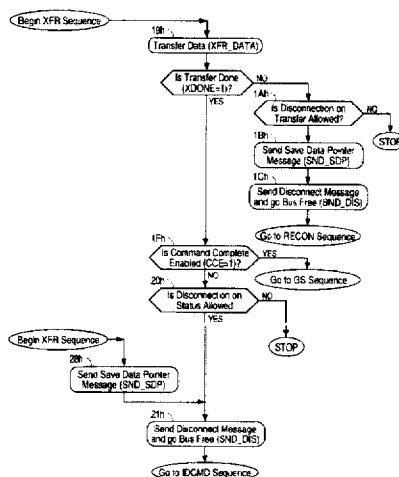 Begin XFR Sequence
19h
Transfer Data (XFR_DATA)
Is Transfer Done
(XDONE=1)?
NO
YES
1Ah
Is Disconnection on
Transfer Allowed?
NO
STOP
1Bh
Send Save Data Pointer
Message (SND_SDP)
1Ch
Send Disconnect Message
and go Bus Free (SND_DIS)
Go to RECON Sequence
1Fh
Is Command Complete
Enabled (CCE=1)?
YES
NO
Go to GS Sequence
20h
Is Disconnection on
Status Allowed
NO
YES
STOP
Begin XFR Sequence
28h
Send Save Data Pointer
Message (SND_SDP)
21h
Send Disconnect Message
and go Bus Free (SND_DIS)
Go to IDCMD Sequence